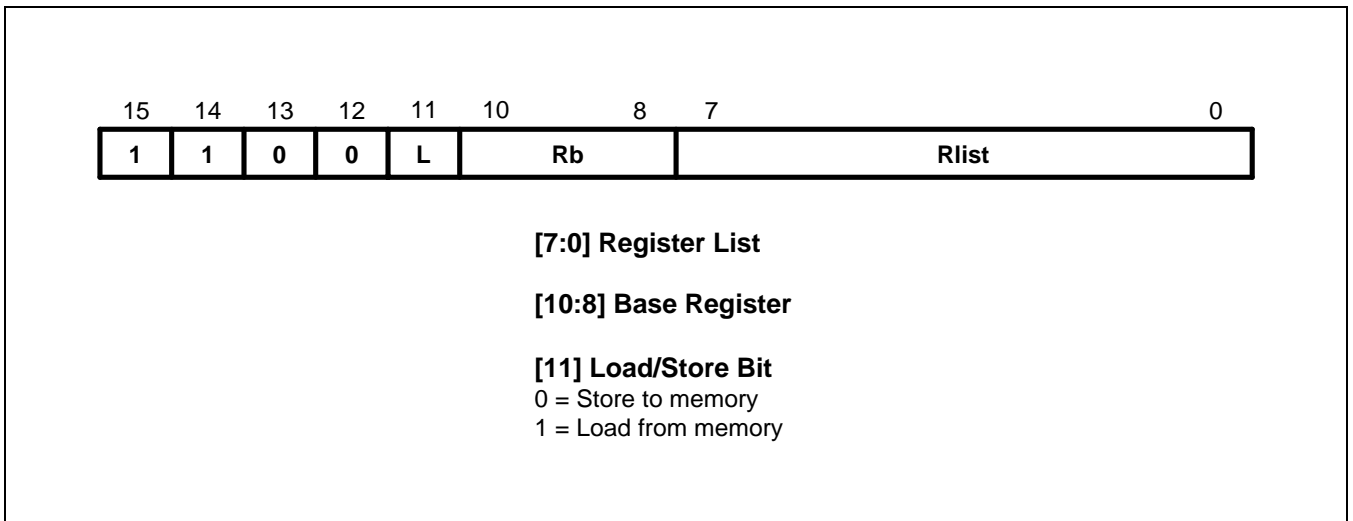 15 14 13 12 11 10 8 7 0
1 1 0 0 L Rb Rlist
[7:0] Register List
[10:8] Base Register
[11] Load/Store Bit
0 = Store to memory
1 = Load from memory